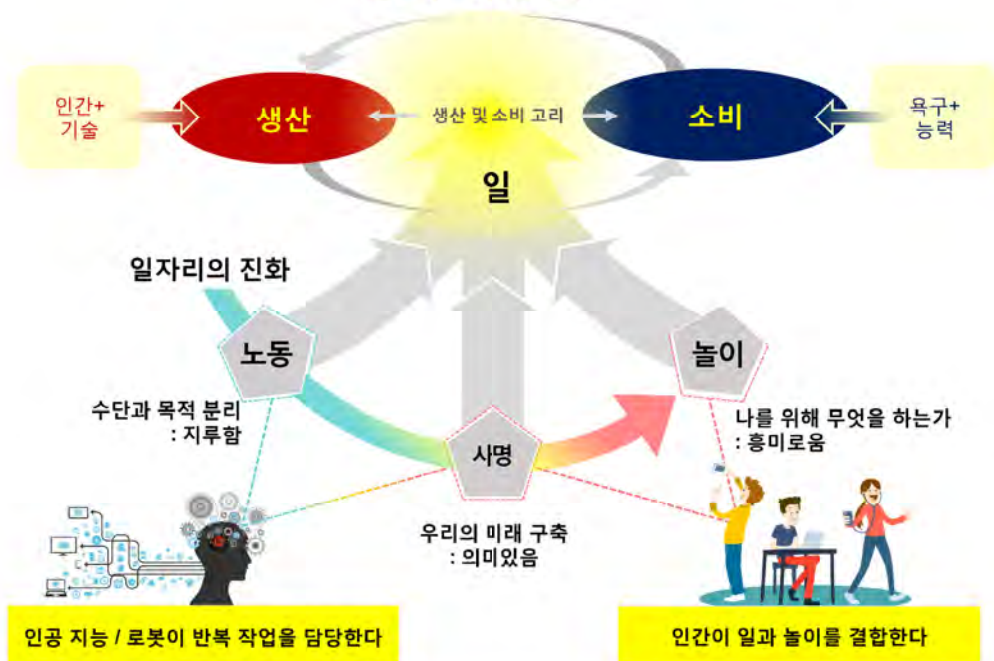 인간+
기술
생산
생산 및 소비 고리
소비
욕구+
능력
일
일자리의 진화
노동
놀이
수단과 목적 분리
: 지루함
사명
나를 위해 무엇을 하는가
: 흥미로움
우리의 미래 구축
: 의미있음
인공 지능 / 로봇이 반복 작업을 담당한다
인간이 일과 놀이를 결합한다